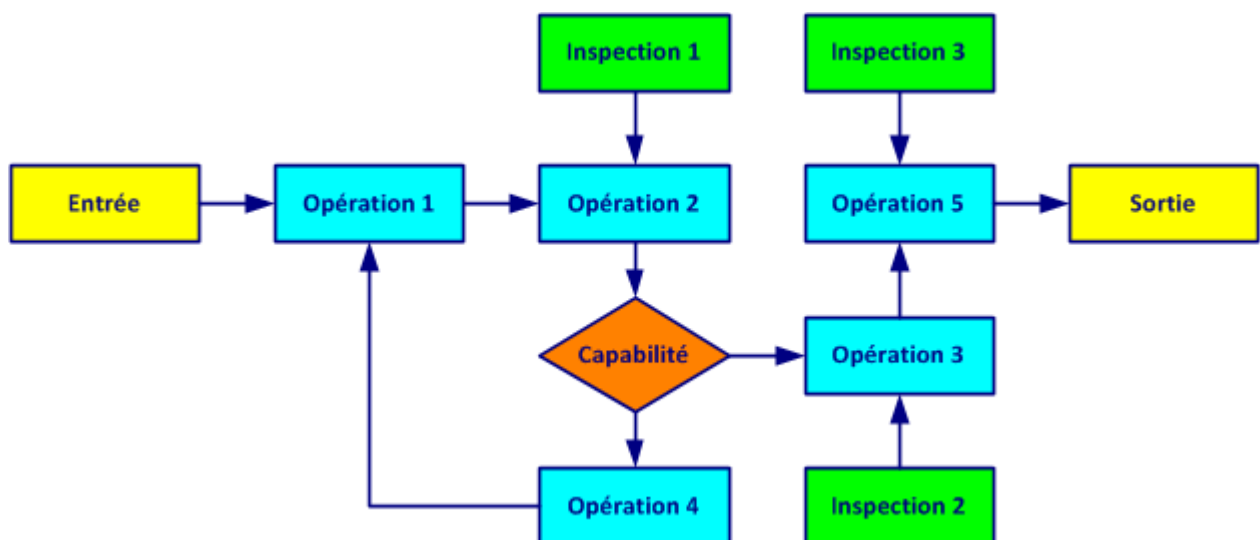 Inspection 1
Inspection 3
Entrée
Opération 1
Opération 2
Opération 5
Sortie
Capabilité
Opération 3
Opération 4
Inspection 2